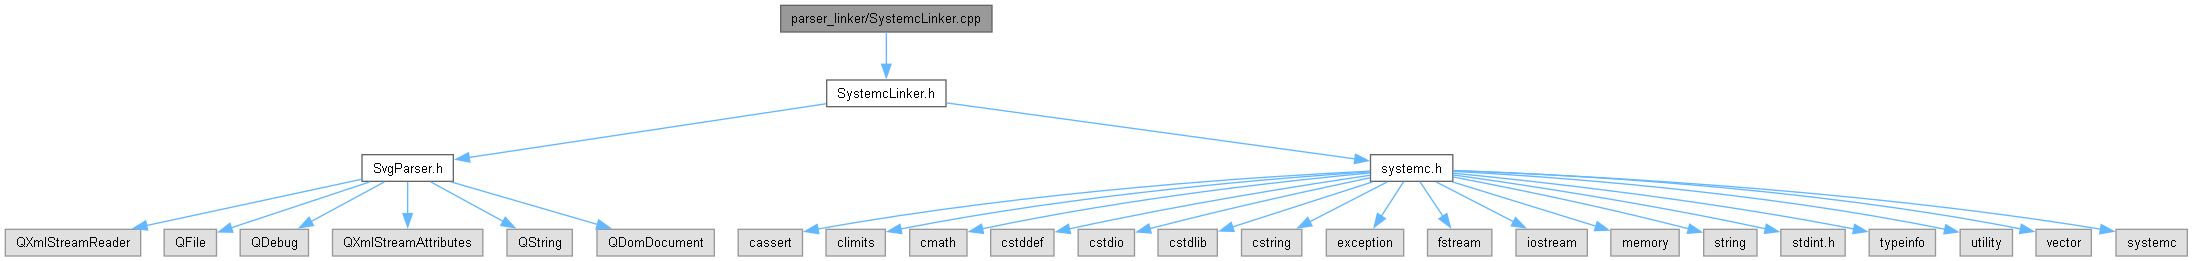 parser_linker/SystemcLinker.cpp
SystemcLinker.h
SvgParser.h
systemc.h
QXmlStreamReader
QFile
QDebug
QXmlStreamAttributes
QString
QDomDocument
cassert
climits
cmath
cstddef
cstdio
cstdlib
cstring
exception
fstream
iostream
memory
string
stdint.h
typeinfo
utility
vector
systemc